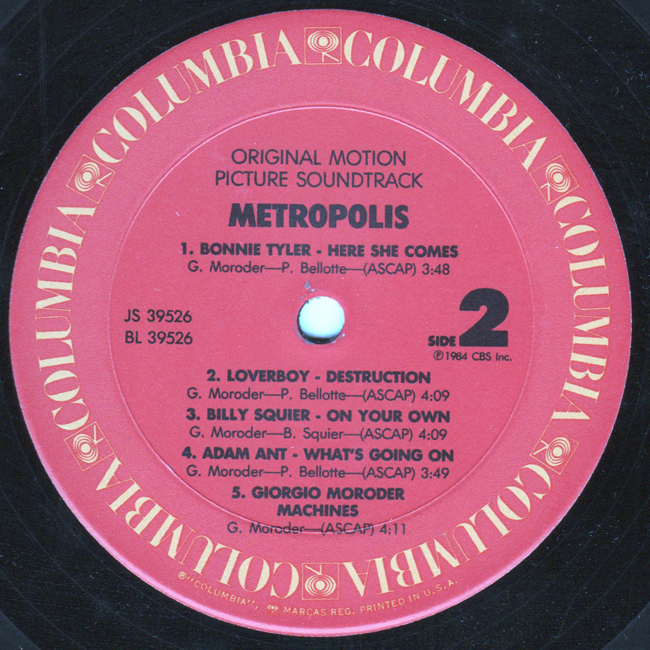 COLUMBIA COLUMBIA COLUMBIA COLUMBIA COLUMBIA COLUMBIA
ORIGINAL MOTION
PICTURE SOUNDTRACK
METROPOLIS
1. BONNIE TYLER - HERE SHE COMES
G. Moroder—P. Bellotte—(ASCAP) 3:48
JS 39526
BL 39526
SIDE 2
℗ 1984 CBS Inc.
2. LOVERBOY - DESTRUCTION
G. Moroder—P. Bellotte—(ASCAP) 4:09
3. BILLY SQUIER - ON YOUR OWN
G. Moroder—B. Squier—(ASCAP) 4:09
4. ADAM ANT - WHAT'S GOING ON
G. Moroder—P. Bellotte—(ASCAP) 3:49
5. GIORGIO MORODER
MACHINES
G. Moroder—(ASCAP) 4:11
®"COLUMBIA", MARCAS REG. PRINTED IN U.S.A.